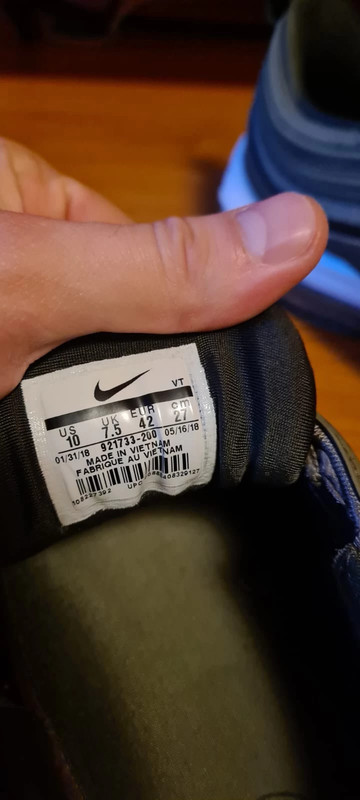 VT
US UK EUR cm
10 7.5 42 27
01/31/18 921733-200 05/16/18
MADE IN VIETNAM
FABRIQUE AU VIETNAM
UPC